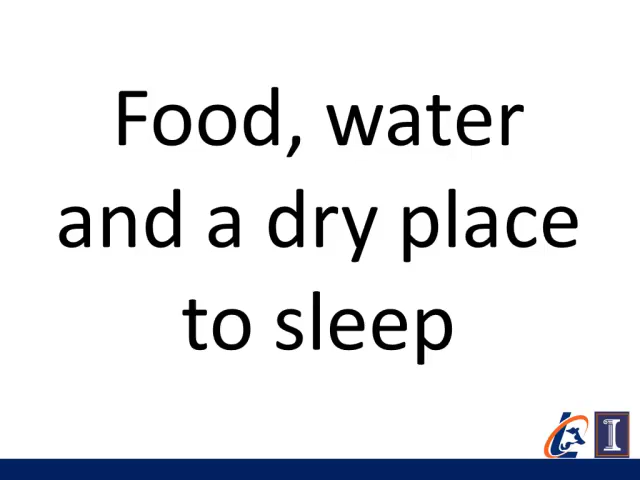 Food, water
and a dry place
to sleep
I